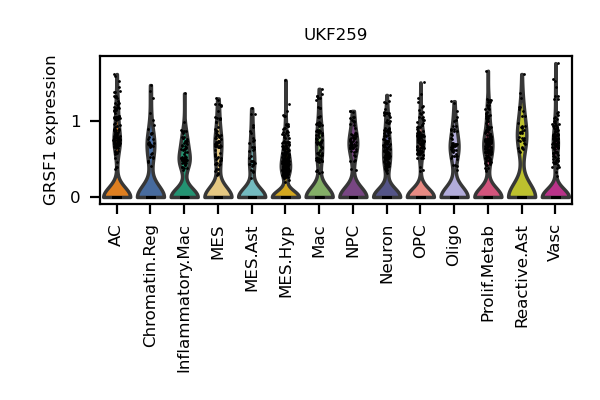 UKF259
GRSF1 expression
1
0
AC
Chromatin.Reg
Inflammatory.Mac
MES
MES.Ast
MES.Hyp
Mac
NPC
Neuron
OPC
Oligo
Prolif.Metab
Reactive.Ast
Vasc